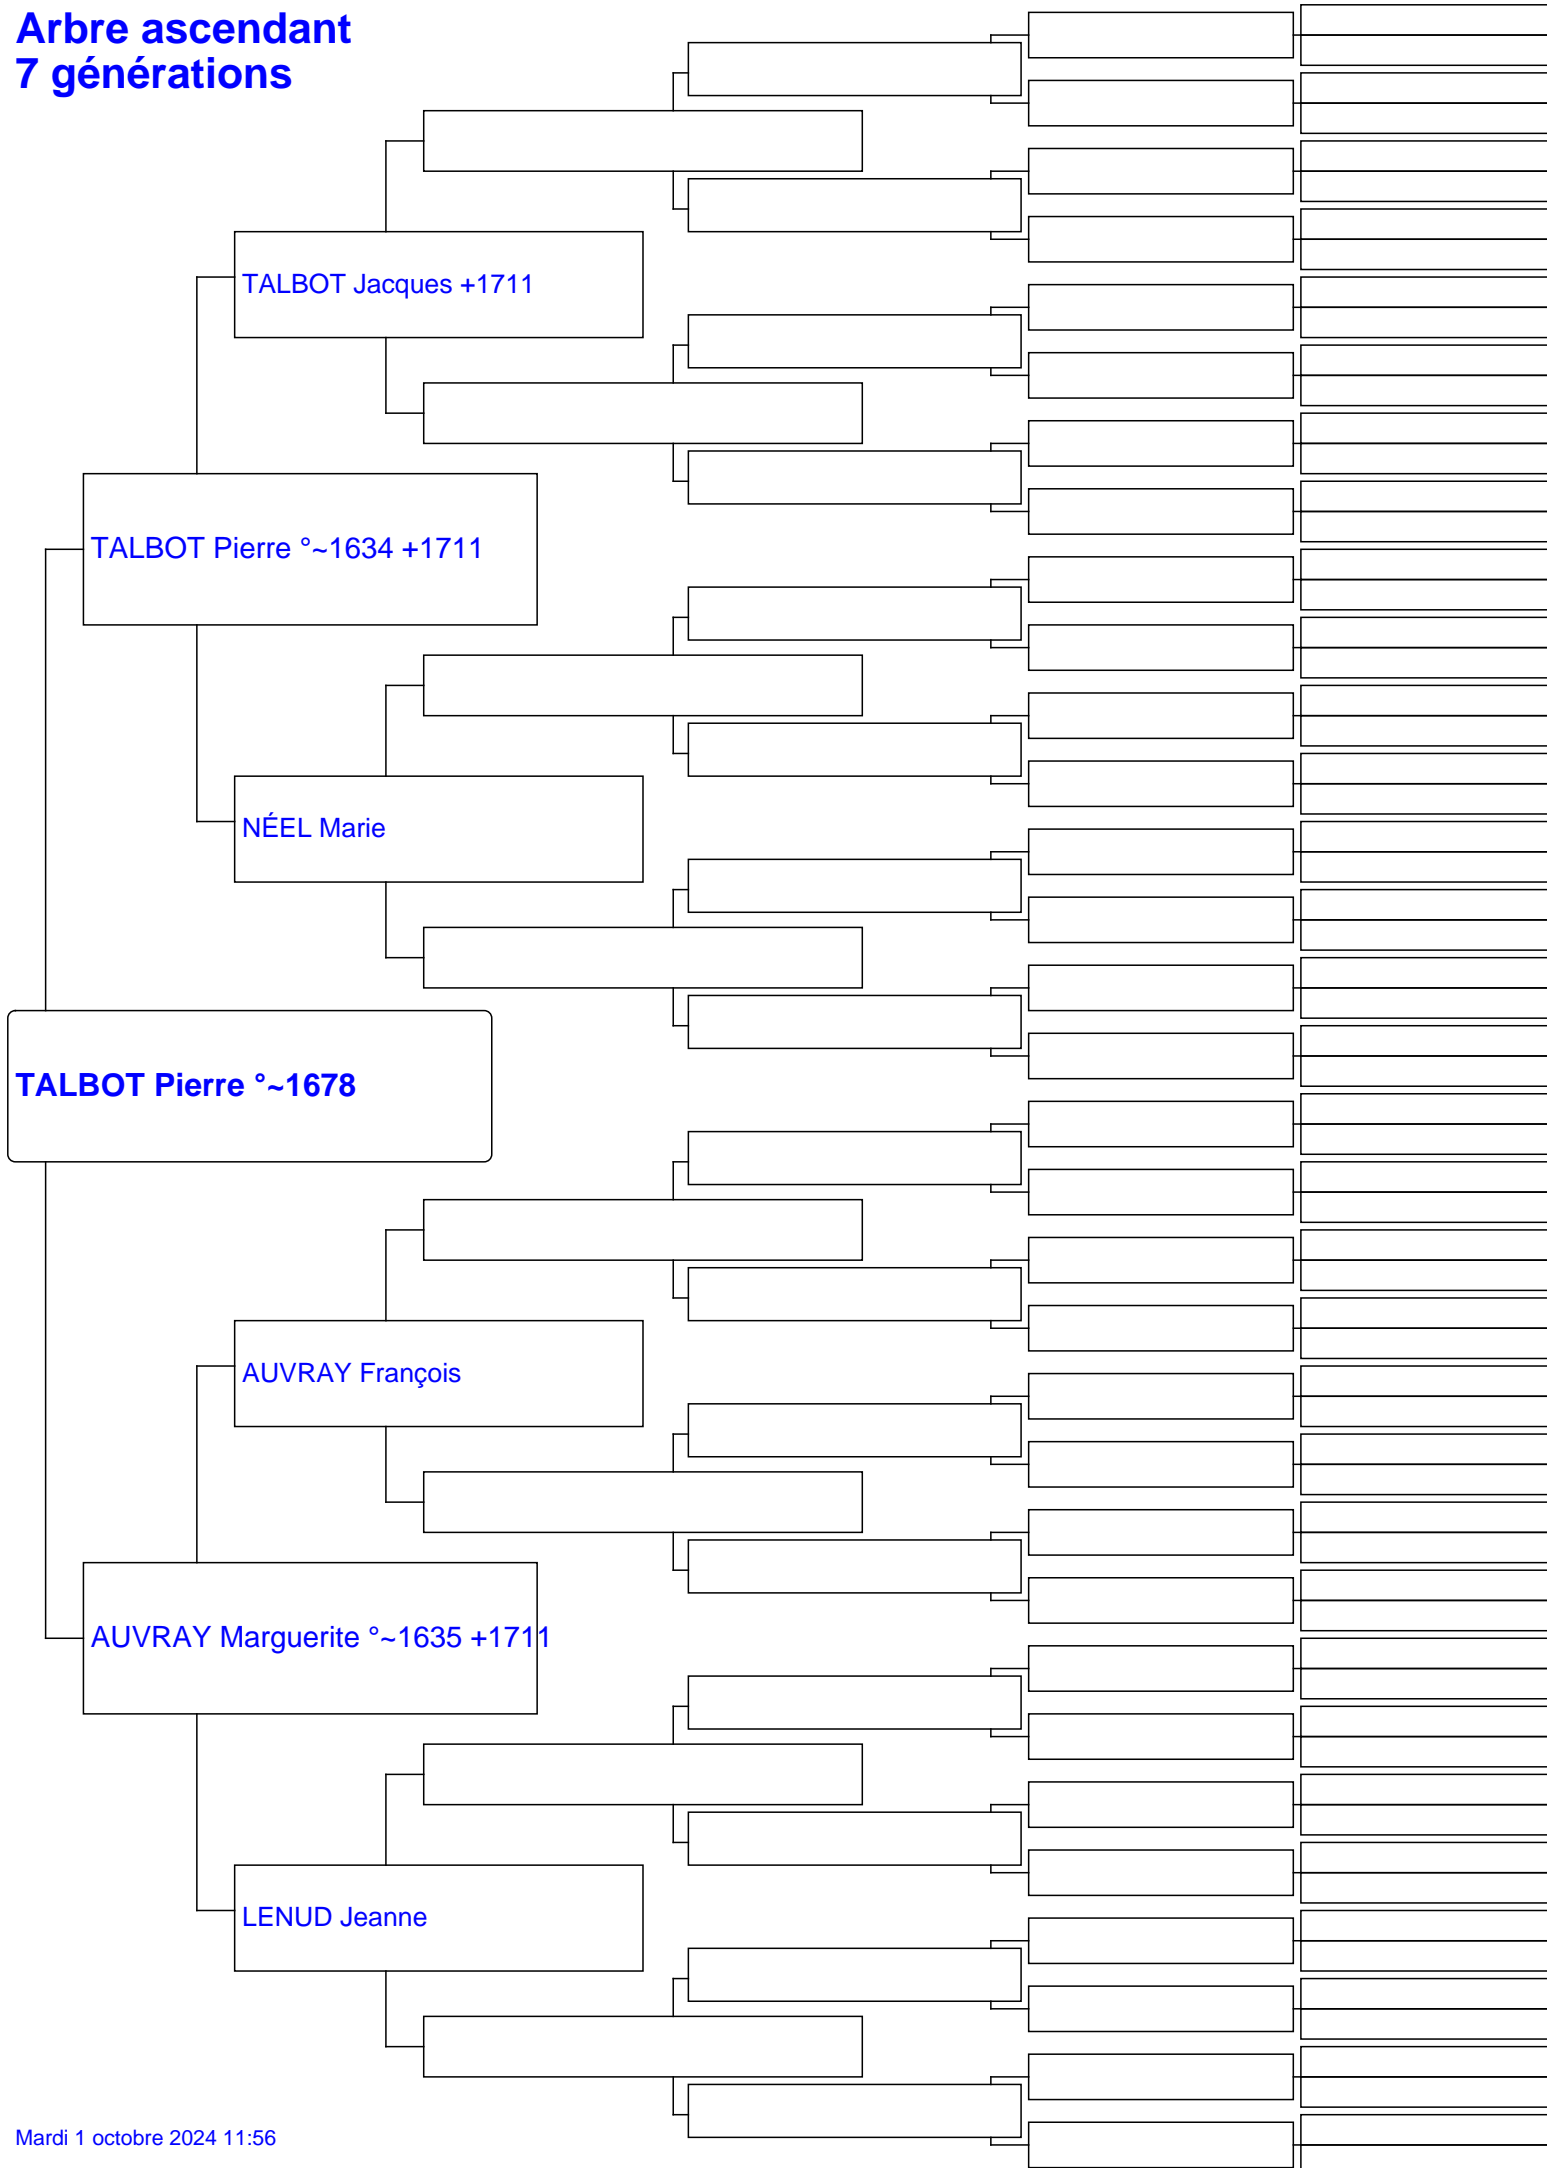 Arbre ascendant
7 générations
TALBOT Jacques +1711
TALBOT Pierre °~1634 +1711
NÉEL Marie
TALBOT Pierre °~1678
AUVRAY François
AUVRAY Marguerite °~1635 +1711
LENUD Jeanne
Mardi 1 octobre 2024 11:56